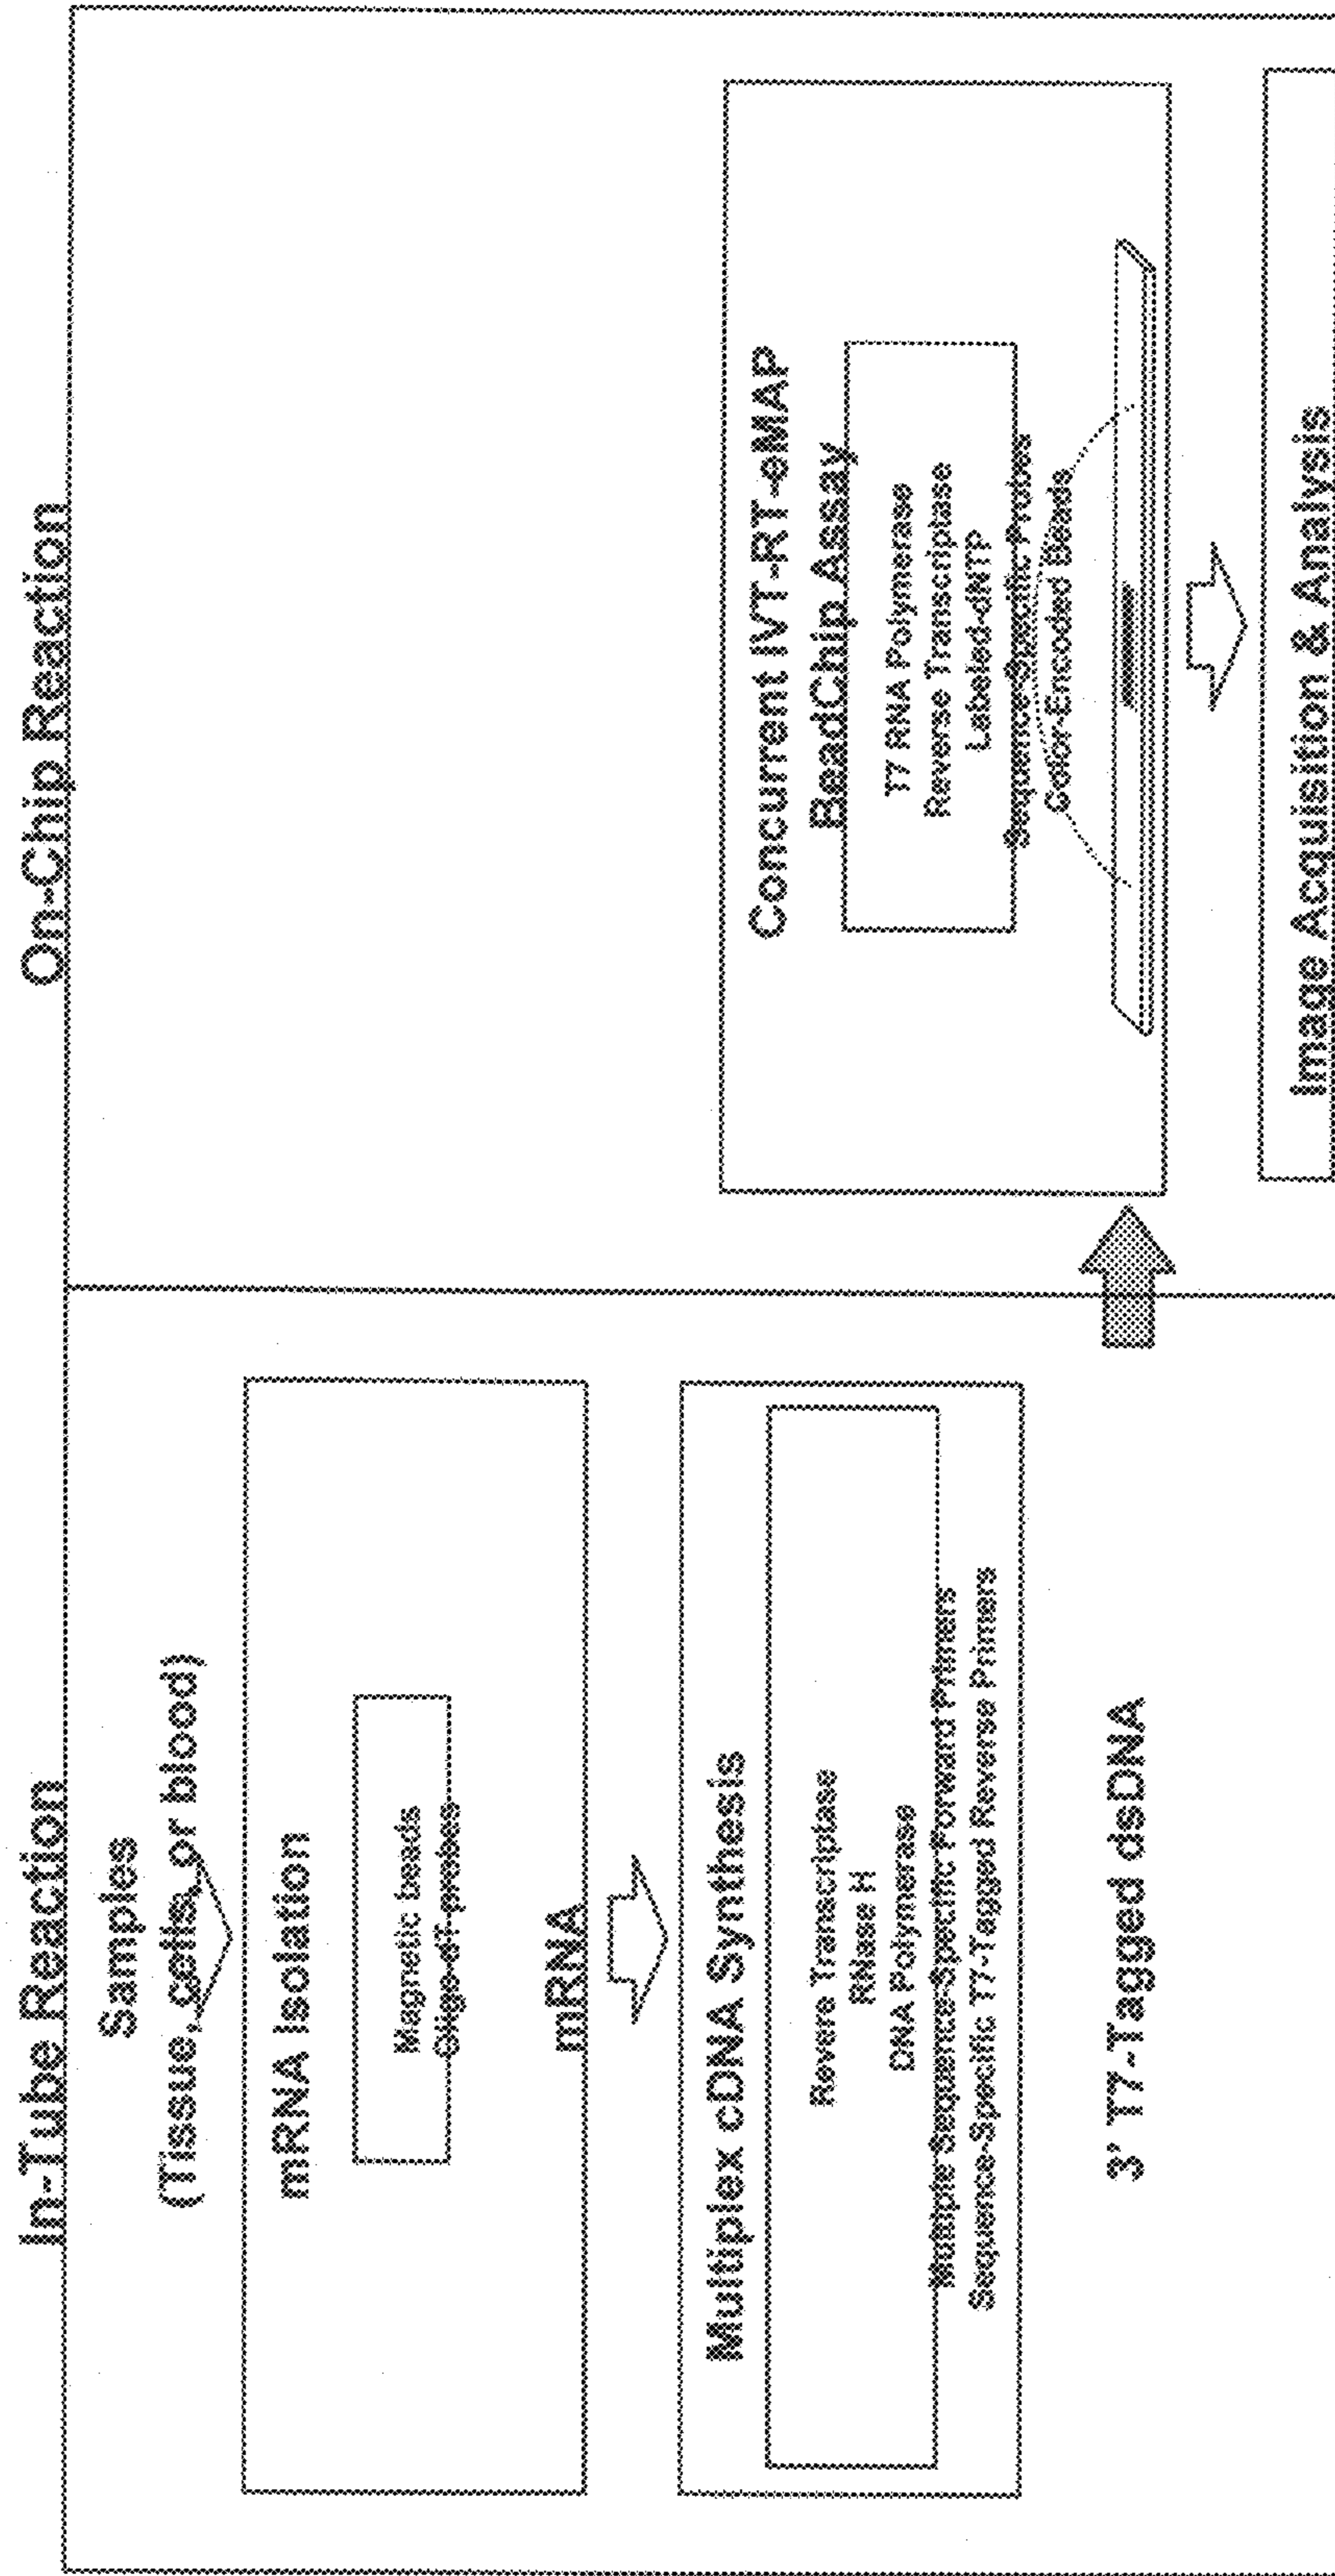 In-Tube Reaction
Samples
(Tissue, cells, or blood)
mRNA Isolation
Magnetic beads
Oligo-dT-probes
mRNA
Multiplex cDNA Synthesis
Revere Transcriptase
RNase H
DNA Polymerase
Multiple Sequence-Specific Forward Primers
Sequence-Specific T7-Tagged Reverse Primers
3' T7-Tagged dsDNA
On-Chip Reaction
Concurrent IVT-RT-eMAP
BeadChip Assay
T7 RNA Polymerase
Reverse Transcriptase
Labeled-dNTP
Sequence-Specific Probes
Color-Encoded Beads
Image Acquisition & Analysis